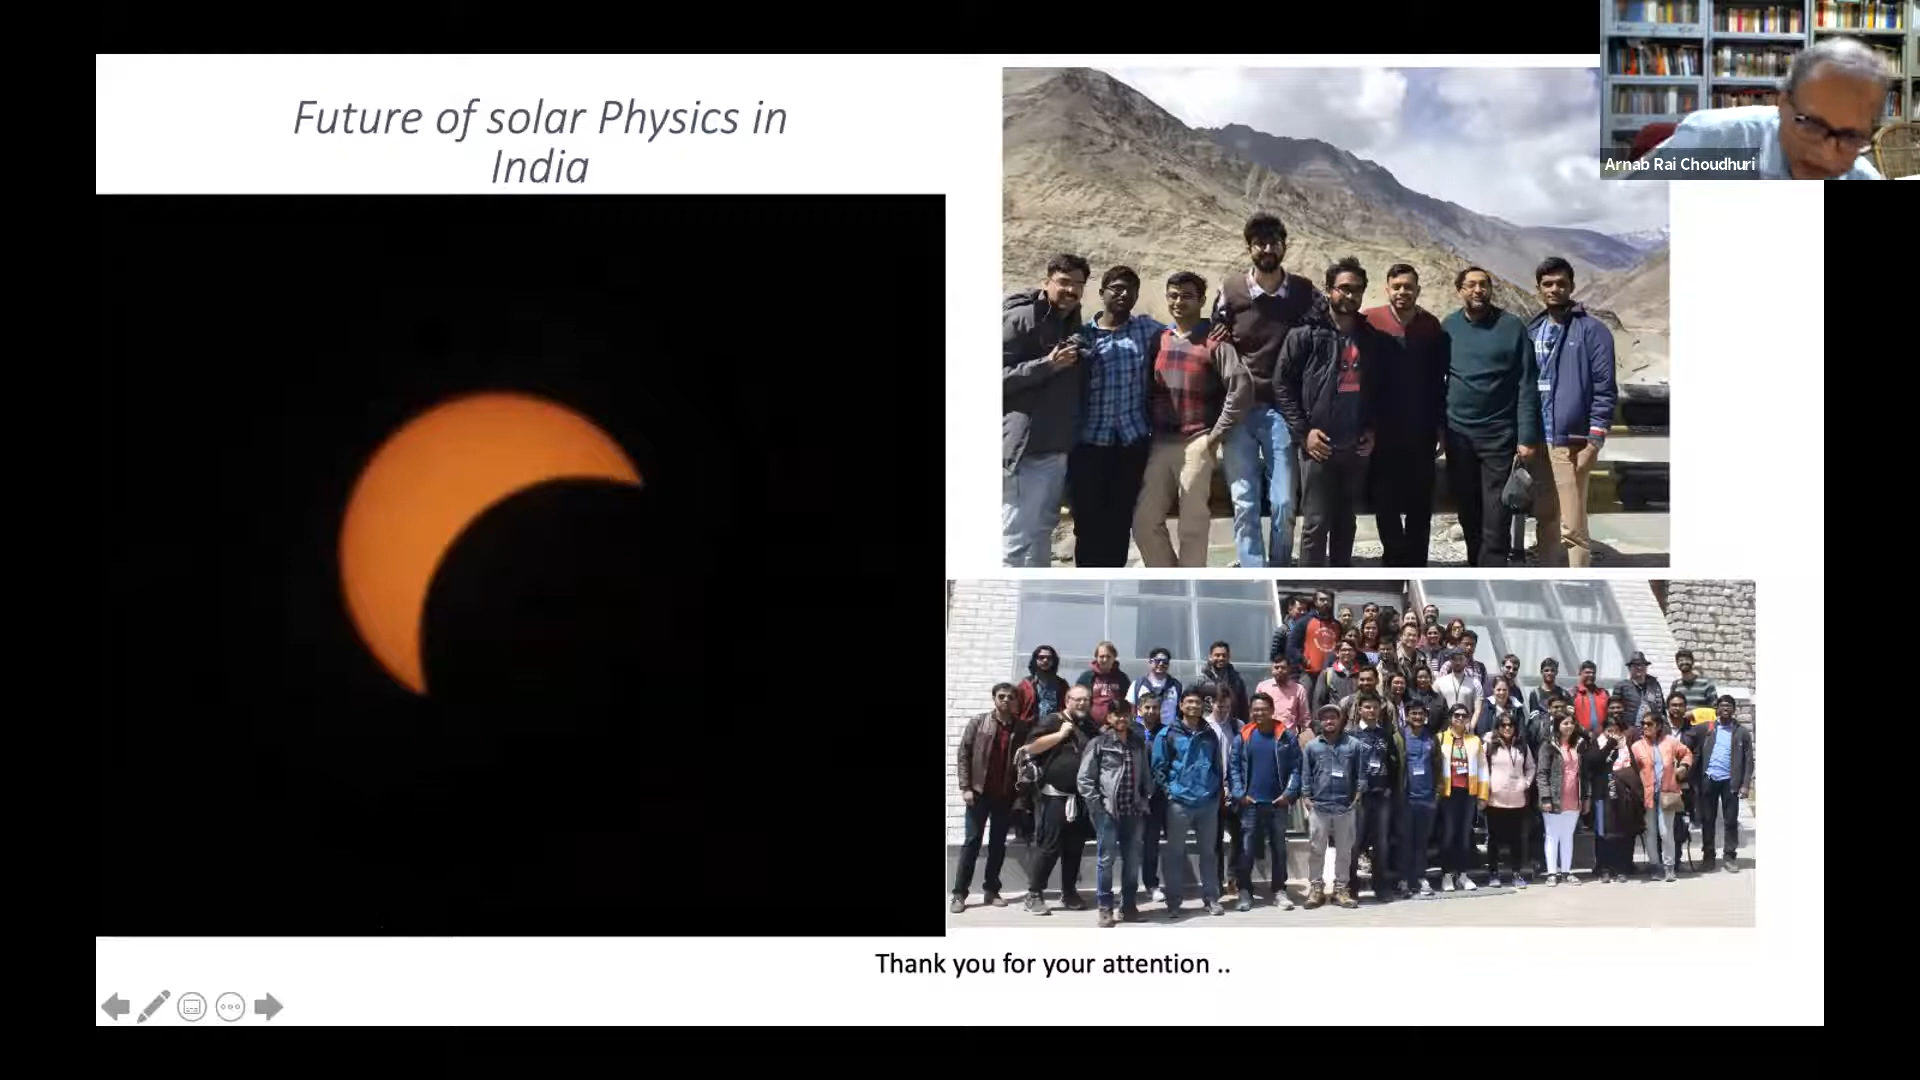 Future of solar Physics in
India
Arnab Rai Choudhuri
Thank you for your attention ..